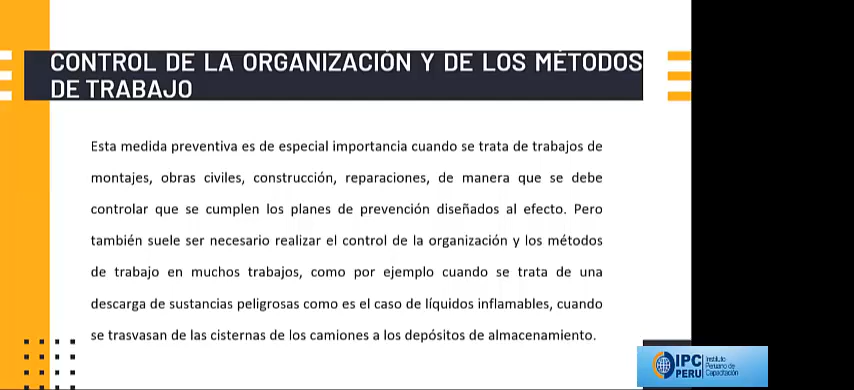 CONTROL DE LA ORGANIZACIÓN Y DE LOS MÉTODOS
DE TRABAJO
Esta medida preventiva es de especial importancia cuando se trata de trabajos de
montajes, obras civiles, construcción, reparaciones, de manera que se debe
controlar que se cumplen los planes de prevención diseñados al efecto. Pero
también suele ser necesario realizar el control de la organización y los métodos
de trabajo en muchos trabajos, como por ejemplo cuando se trata de una
descarga de sustancias peligrosas como es el caso de líquidos inflamables, cuando
se trasvasan de las cisternas de los camiones a los depósitos de almacenamiento.
IPC
PERU
Instituto
Peruano de
Capacitación